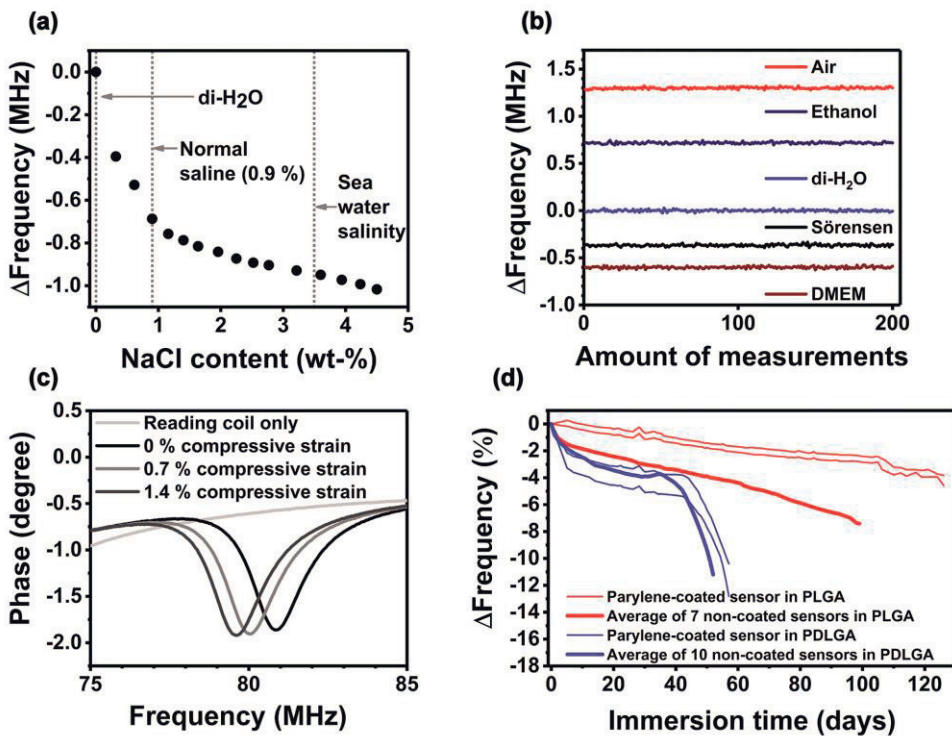 (a)
0.0
-0.2
-0.4
-0.6
-0.8
-1.0
ΔFrequency (MHz)
di-H2O
Normal
saline (0.9 %)
Sea
water
salinity
0 1 2 3 4 5
NaCl content (wt-%)
(b)
1.5
1.0
0.5
0.0
-0.5
-1.0
ΔFrequency (MHz)
Air
Ethanol
di-H2O
Sörensen
DMEM
0 100 200
Amount of measurements
(c)
0.5
0.0
-0.5
-1.0
-1.5
-2.0
Phase (degree)
Reading coil only
0 % compressive strain
0.7 % compressive strain
1.4 % compressive strain
75 80 85
Frequency (MHz)
(d)
0
-2
-4
-6
-8
-10
-12
-14
-16
-18
ΔFrequency (%)
Parylene-coated sensor in PLGA
Average of 7 non-coated sensors in PLGA
Parylene-coated sensor in PDLGA
Average of 10 non-coated sensors in PDLGA
0 20 40 60 80 100 120
Immersion time (days)